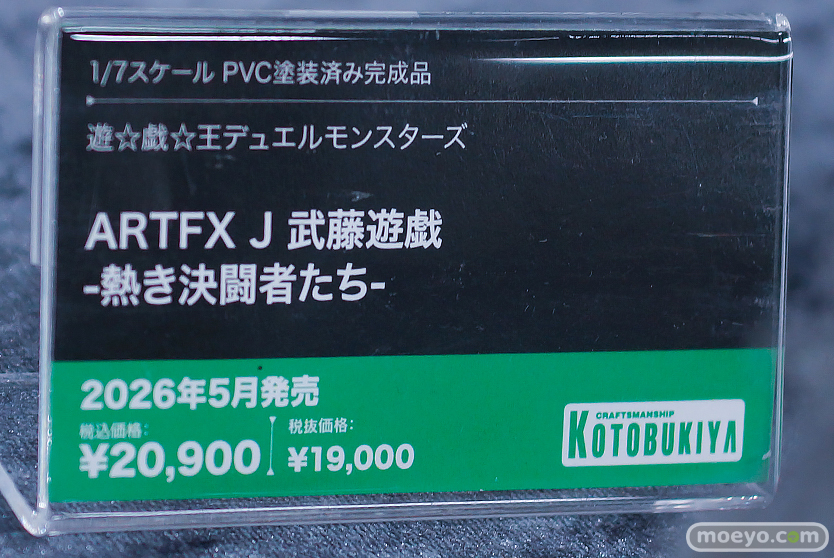 1/7スケール PVC塗装済み完成品
遊☆戯☆王デュエルモンスターズ
ARTFX J 武藤遊戯
-熱き決闘者たち-
2026年5月発売
税込価格:
¥20,900
税抜価格:
¥19,000
CRAFTSMANSHIP
KOTOBUKIYA
moeyo.com